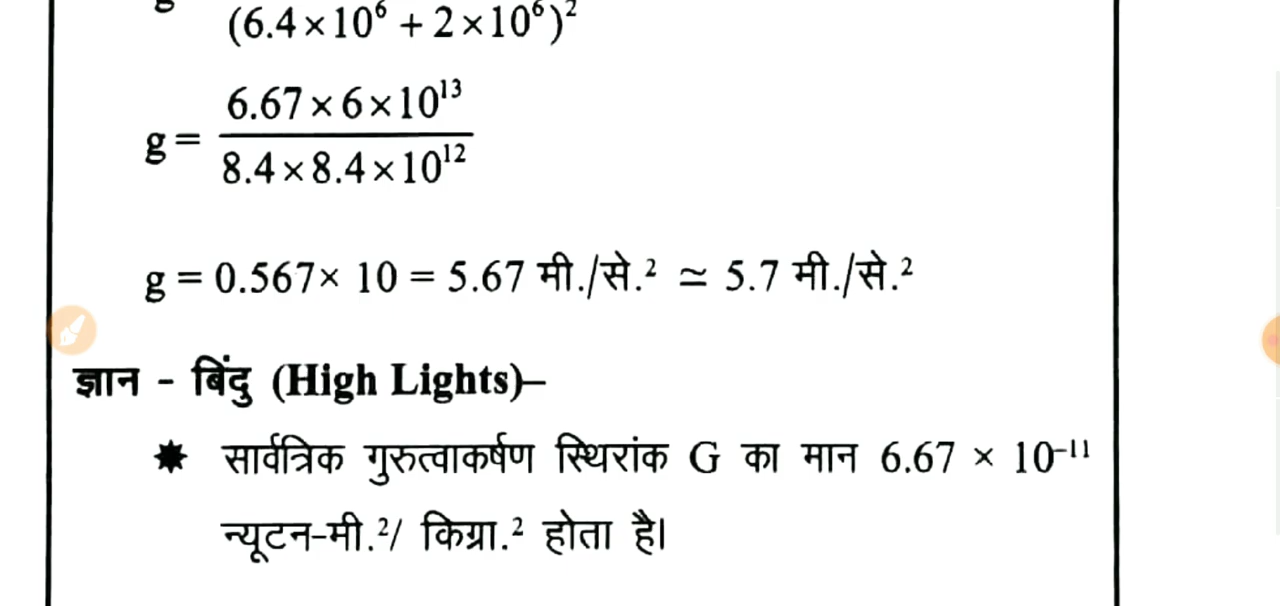 (6.4×10⁶ + 2×10⁶)²
6.67×6×10¹³
g =
8.4×8.4×10¹²
g = 0.567× 10 = 5.67 मी./से.² ≃ 5.7 मी./से.²
ज्ञान - बिंदु (High Lights)–
✷ सार्वत्रिक गुरुत्वाकर्षण स्थिरांक G का मान 6.67 × 10⁻¹¹
न्यूटन-मी.²/ किग्रा.² होता है।